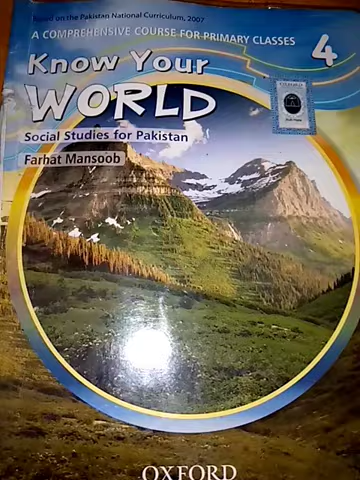 Based on the Pakistan National Curriculum, 2007
A COMPREHENSIVE COURSE FOR PRIMARY CLASSES
4
Know Your
WORLD
Social Studies for Pakistan
Farhat Mansoob
OXFORD